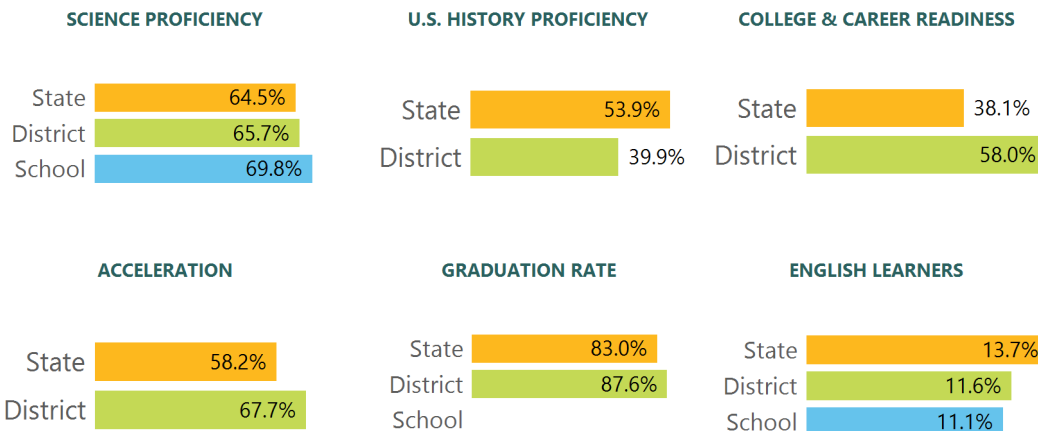 SCIENCE PROFICIENCY
State 64.5%
District 65.7%
School 69.8%
U.S. HISTORY PROFICIENCY
State 53.9%
District 39.9%
COLLEGE & CAREER READINESS
State 38.1%
District 58.0%
ACCELERATION
State 58.2%
District 67.7%
GRADUATION RATE
State 83.0%
District 87.6%
School
ENGLISH LEARNERS
State 13.7%
District 11.6%
School 11.1%